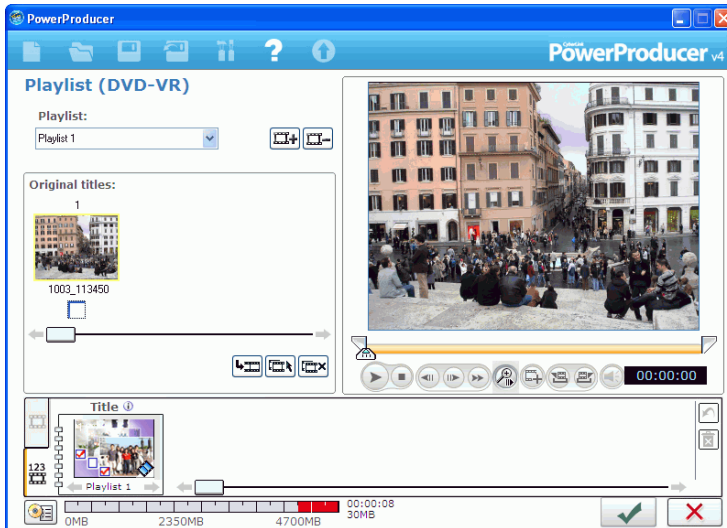 PowerProducer
CyberLink
PowerProducer v4
Playlist (DVD-VR)
Playlist:
Playlist 1
Original titles:
1
1003_113450
00:00:00
Title
123
Playlist 1
0MB
2350MB
4700MB
00:00:08
30MB